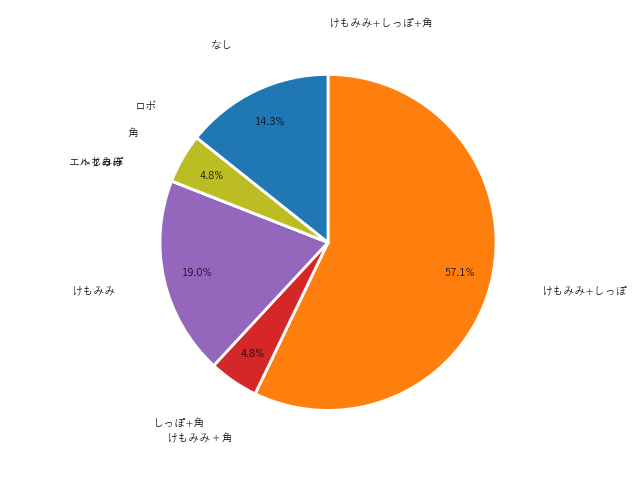 けもみみ+しっぽ+角
なし
ロボ
14.3%
角
4.8%
19.0%
57.1%
けもみみ
けもみみ+しっぽ
4.8%
しっぽ+角
けもみみ＋角